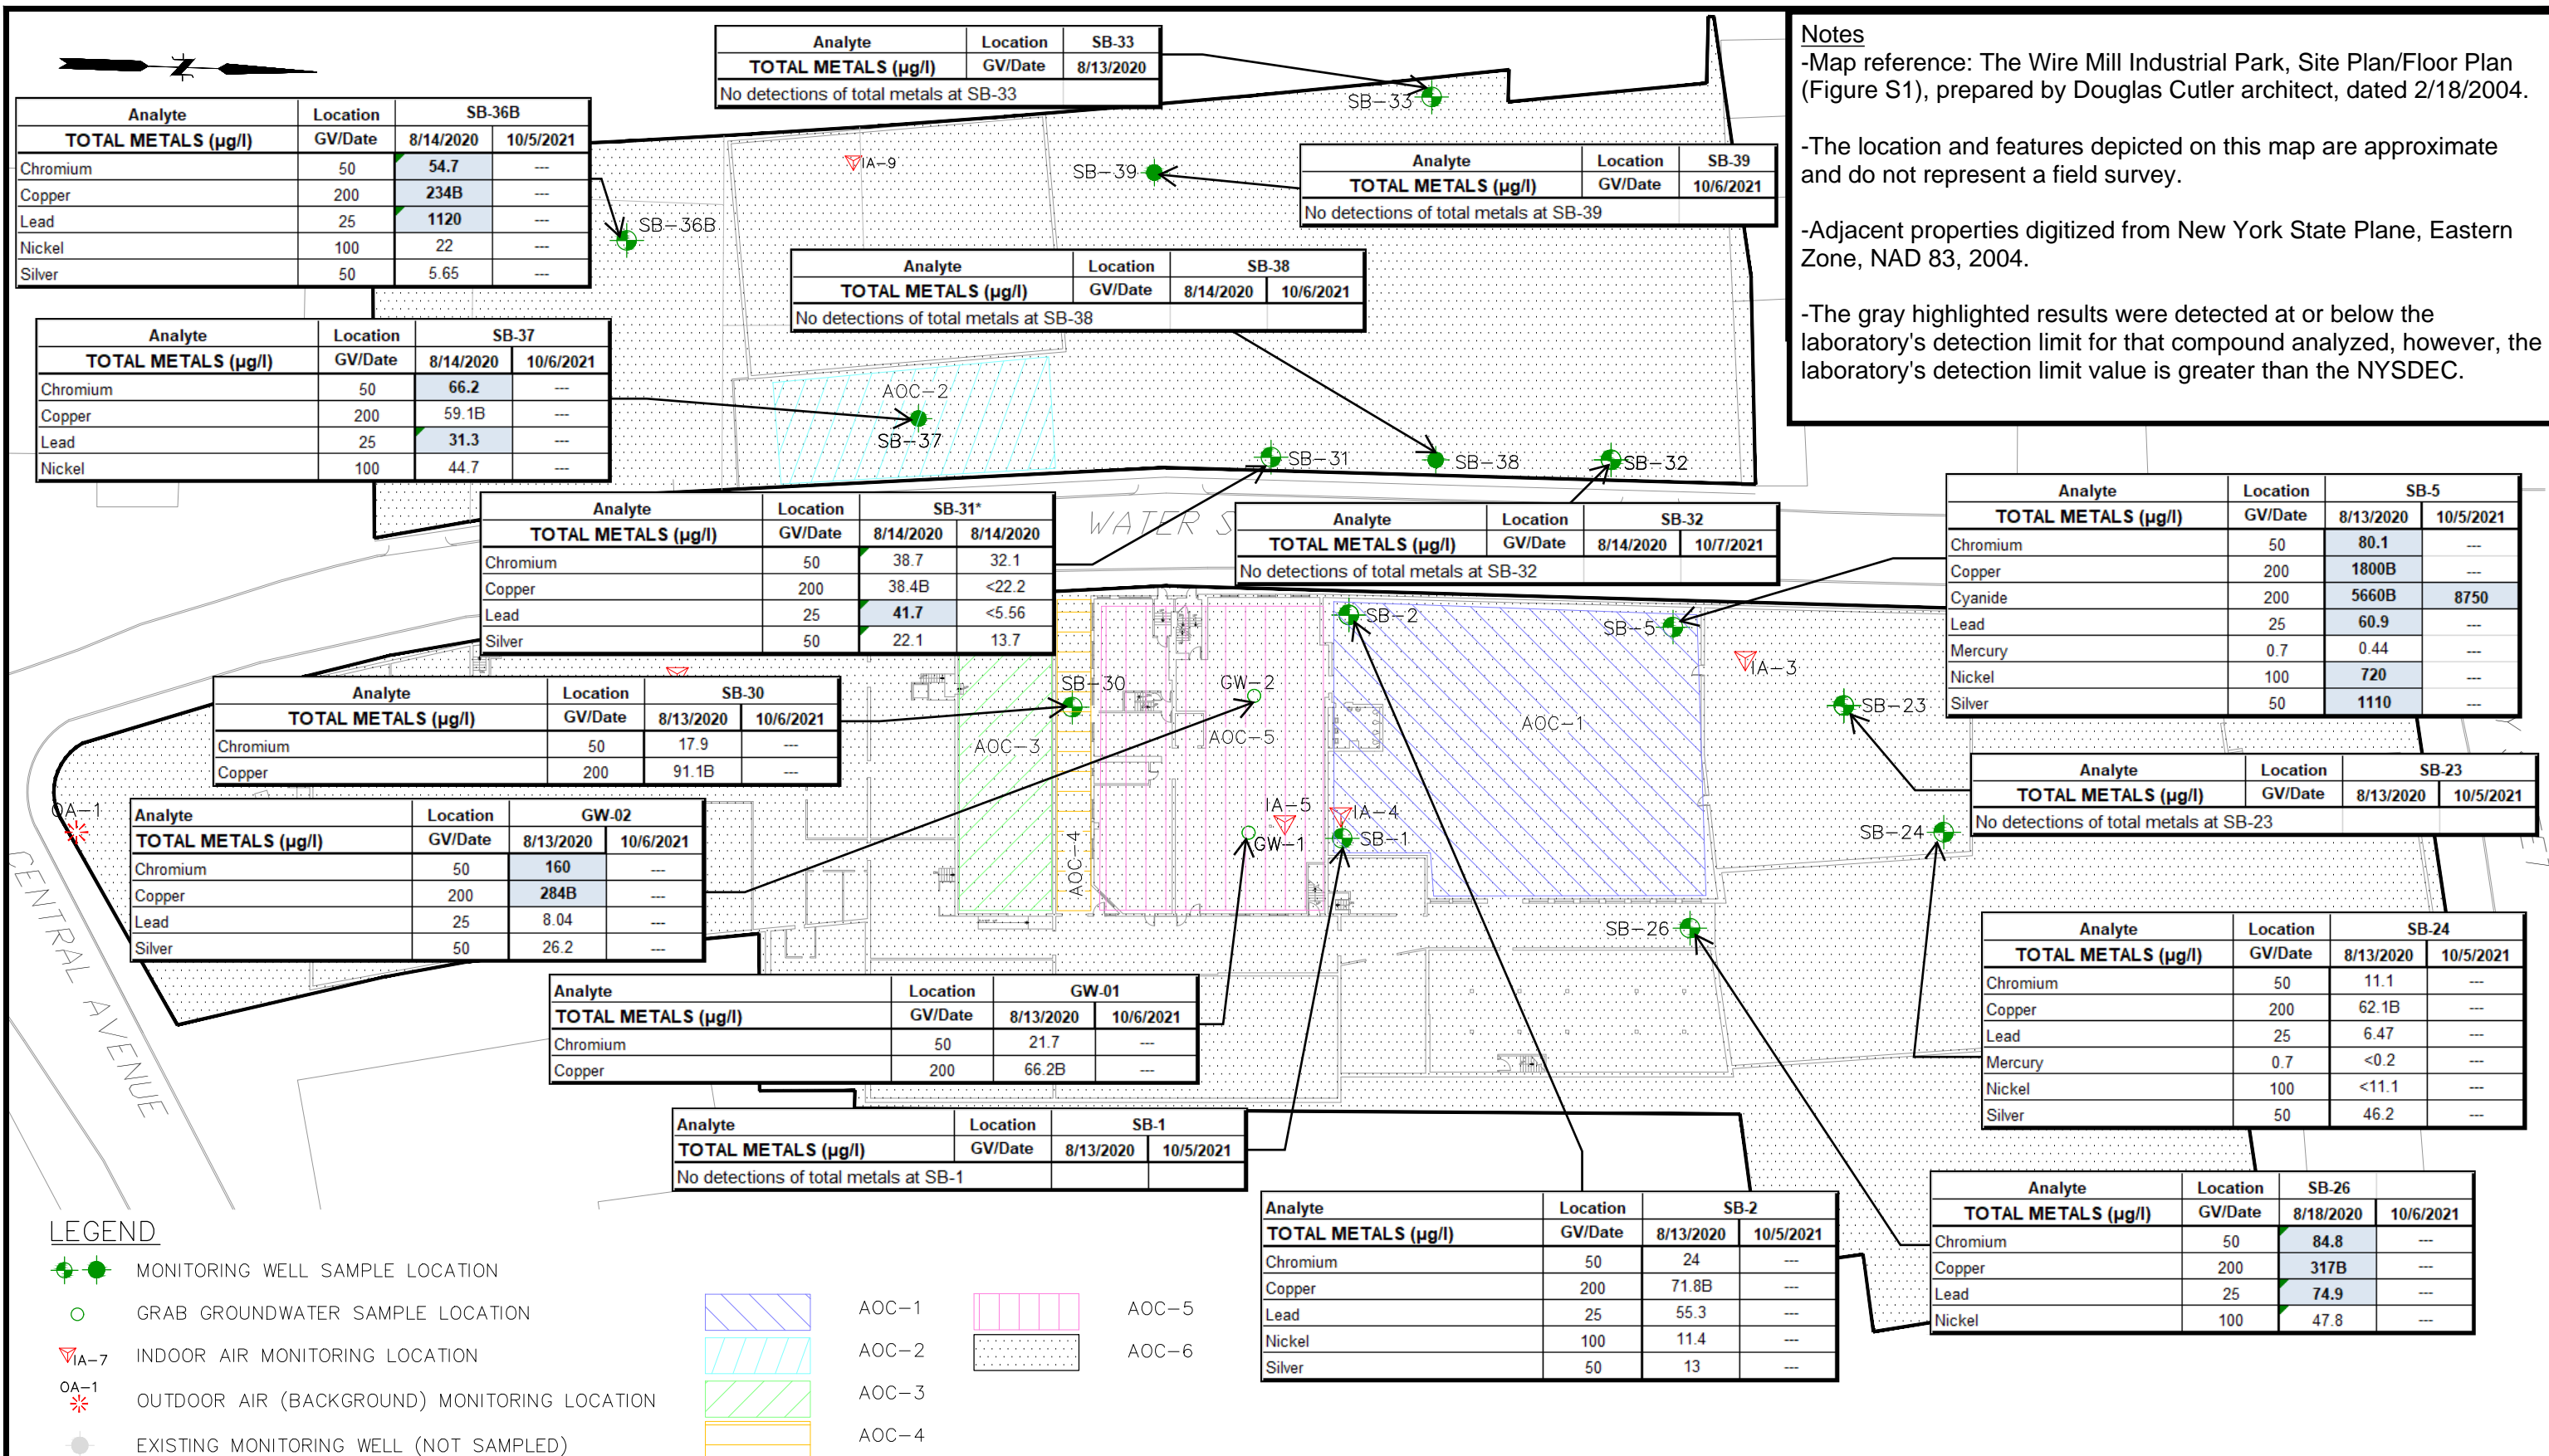 Notes
-Map reference: The Wire Mill Industrial Park, Site Plan/Floor Plan
(Figure S1), prepared by Douglas Cutler architect, dated 2/18/2004.
-The location and features depicted on this map are approximate
and do not represent a field survey.
-Adjacent properties digitized from New York State Plane, Eastern
Zone, NAD 83, 2004.
-The gray highlighted results were detected at or below the
laboratory's detection limit for that compound analyzed, however, the
laboratory's detection limit value is greater than the NYSDEC.
Analyte Location SB-33
TOTAL METALS (µg/l) GV/Date 8/13/2020
No detections of total metals at SB-33
Analyte Location SB-36B
TOTAL METALS (µg/l) GV/Date 8/14/2020 10/5/2021
Chromium 50 54.7 ---
Copper 200 234B ---
Lead 25 1120 ---
Nickel 100 22 ---
Silver 50 5.65 ---
Analyte Location SB-39
TOTAL METALS (µg/l) GV/Date 10/6/2021
No detections of total metals at SB-39
Analyte Location SB-38
TOTAL METALS (µg/l) GV/Date 8/14/2020 10/6/2021
No detections of total metals at SB-38
Analyte Location SB-37
TOTAL METALS (µg/l) GV/Date 8/14/2020 10/6/2021
Chromium 50 66.2 ---
Copper 200 59.1B ---
Lead 25 31.3 ---
Nickel 100 44.7 ---
Analyte Location SB-31*
TOTAL METALS (µg/l) GV/Date 8/14/2020 8/14/2020
Chromium 50 38.7 32.1
Copper 200 38.4B <22.2
Lead 25 41.7 <5.56
Silver 50 22.1 13.7
Analyte Location SB-32
TOTAL METALS (µg/l) GV/Date 8/14/2020 10/7/2021
No detections of total metals at SB-32
Analyte Location SB-5
TOTAL METALS (µg/l) GV/Date 8/13/2020 10/5/2021
Chromium 50 80.1 ---
Copper 200 1800B ---
Cyanide 200 5660B 8750
Lead 25 60.9 ---
Mercury 0.7 0.44 ---
Nickel 100 720 ---
Silver 50 1110 ---
Analyte Location SB-30
TOTAL METALS (µg/l) GV/Date 8/13/2020 10/6/2021
Chromium 50 17.9 ---
Copper 200 91.1B ---
Analyte Location SB-23
TOTAL METALS (µg/l) GV/Date 8/13/2020 10/5/2021
No detections of total metals at SB-23
Analyte Location GW-02
TOTAL METALS (µg/l) GV/Date 8/13/2020 10/6/2021
Chromium 50 160 ---
Copper 200 284B ---
Lead 25 8.04 ---
Silver 50 26.2 ---
Analyte Location SB-24
TOTAL METALS (µg/l) GV/Date 8/13/2020 10/5/2021
Chromium 50 11.1 ---
Copper 200 62.1B ---
Lead 25 6.47 ---
Mercury 0.7 <0.2 ---
Nickel 100 <11.1 ---
Silver 50 46.2 ---
Analyte Location GW-01
TOTAL METALS (µg/l) GV/Date 8/13/2020 10/6/2021
Chromium 50 21.7 ---
Copper 200 66.2B ---
Analyte Location SB-1
TOTAL METALS (µg/l) GV/Date 8/13/2020 10/5/2021
No detections of total metals at SB-1
Analyte Location SB-2
TOTAL METALS (µg/l) GV/Date 8/13/2020 10/5/2021
Chromium 50 24 ---
Copper 200 71.8B ---
Lead 25 55.3 ---
Nickel 100 11.4 ---
Silver 50 13 ---
Analyte Location SB-26
TOTAL METALS (µg/l) GV/Date 8/18/2020 10/6/2021
Chromium 50 84.8 ---
Copper 200 317B ---
Lead 25 74.9 ---
Nickel 100 47.8 ---
N
SB-33
IA-9
SB-39
SB-36B
AOC-2
SB-37
SB-31
SB-38
SB-32
WATER S
SB-2
SB-5
IA-3
SB-30
GW-2
SB-23
AOC-3
AOC-5
AOC-1
OA-1
IA-5
IA-4
GW-1
SB-1
SB-24
AOC-4
SB-26
CENTRAL AVENUE
LEGEND
MONITORING WELL SAMPLE LOCATION
GRAB GROUNDWATER SAMPLE LOCATION
IA-7 INDOOR AIR MONITORING LOCATION
OA-1
OUTDOOR AIR (BACKGROUND) MONITORING LOCATION
EXISTING MONITORING WELL (NOT SAMPLED)
AOC-1
AOC-2
AOC-3
AOC-4
AOC-5
AOC-6